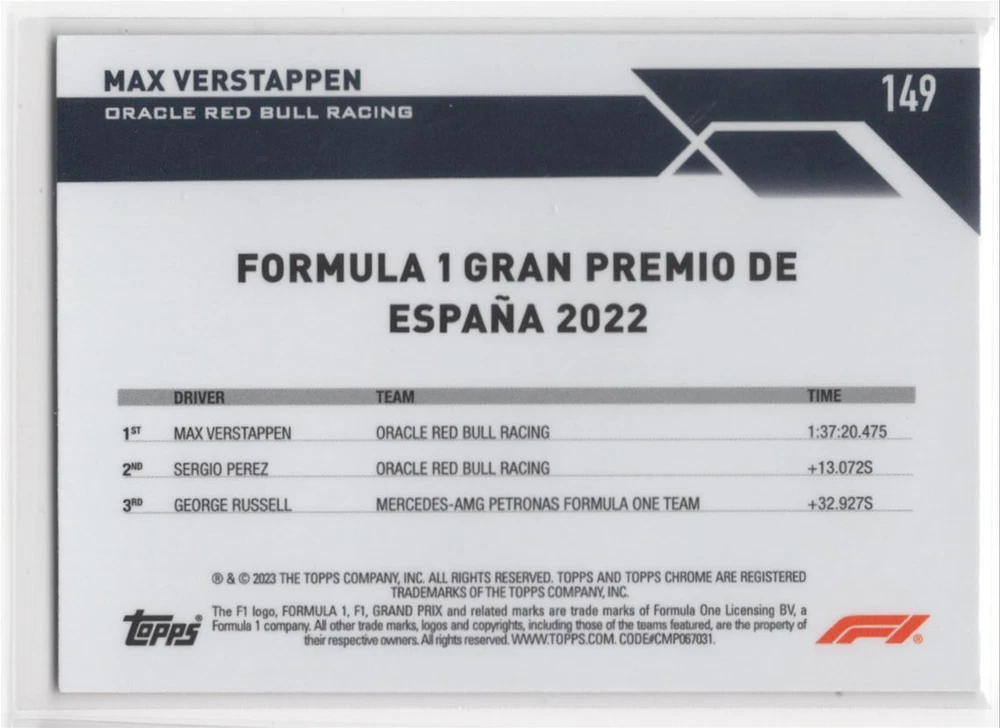 MAX VERSTAPPEN
149
ORACLE RED BULL RACING
FORMULA 1 GRAN PREMIO DE
ESPAÑA 2022
DRIVER TEAM TIME
1ST MAX VERSTAPPEN ORACLE RED BULL RACING 1:37:20.475
2ND SERGIO PEREZ ORACLE RED BULL RACING +13.072S
3RD GEORGE RUSSELL MERCEDES-AMG PETRONAS FORMULA ONE TEAM +32.927S
® & © 2023 THE TOPPS COMPANY, INC. ALL RIGHTS RESERVED. TOPPS AND TOPPS CHROME ARE REGISTERED
TRADEMARKS OF THE TOPPS COMPANY, INC.
The F1 logo, FORMULA 1, F1, GRAND PRIX and related marks are trade marks of Formula One Licensing BV, a
Formula 1 company. All other trade marks, logos and copyrights, including those of the teams featured, are the property of
their respective owners. All rights reserved. WWW.TOPPS.COM. CODE#CMP067031.
topps®
F1®